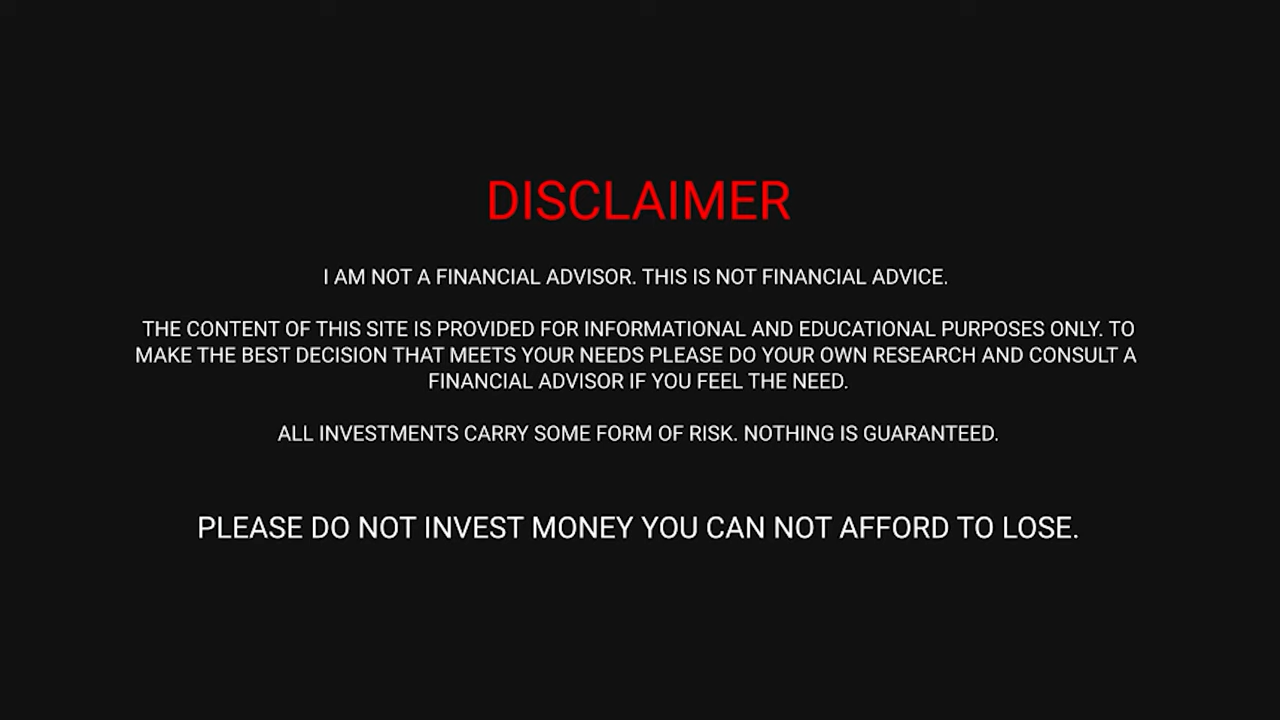 DISCLAIMER
I AM NOT A FINANCIAL ADVISOR. THIS IS NOT FINANCIAL ADVICE.
THE CONTENT OF THIS SITE IS PROVIDED FOR INFORMATIONAL AND EDUCATIONAL PURPOSES ONLY. TO
MAKE THE BEST DECISION THAT MEETS YOUR NEEDS PLEASE DO YOUR OWN RESEARCH AND CONSULT A
FINANCIAL ADVISOR IF YOU FEEL THE NEED.
ALL INVESTMENTS CARRY SOME FORM OF RISK. NOTHING IS GUARANTEED.
PLEASE DO NOT INVEST MONEY YOU CAN NOT AFFORD TO LOSE.